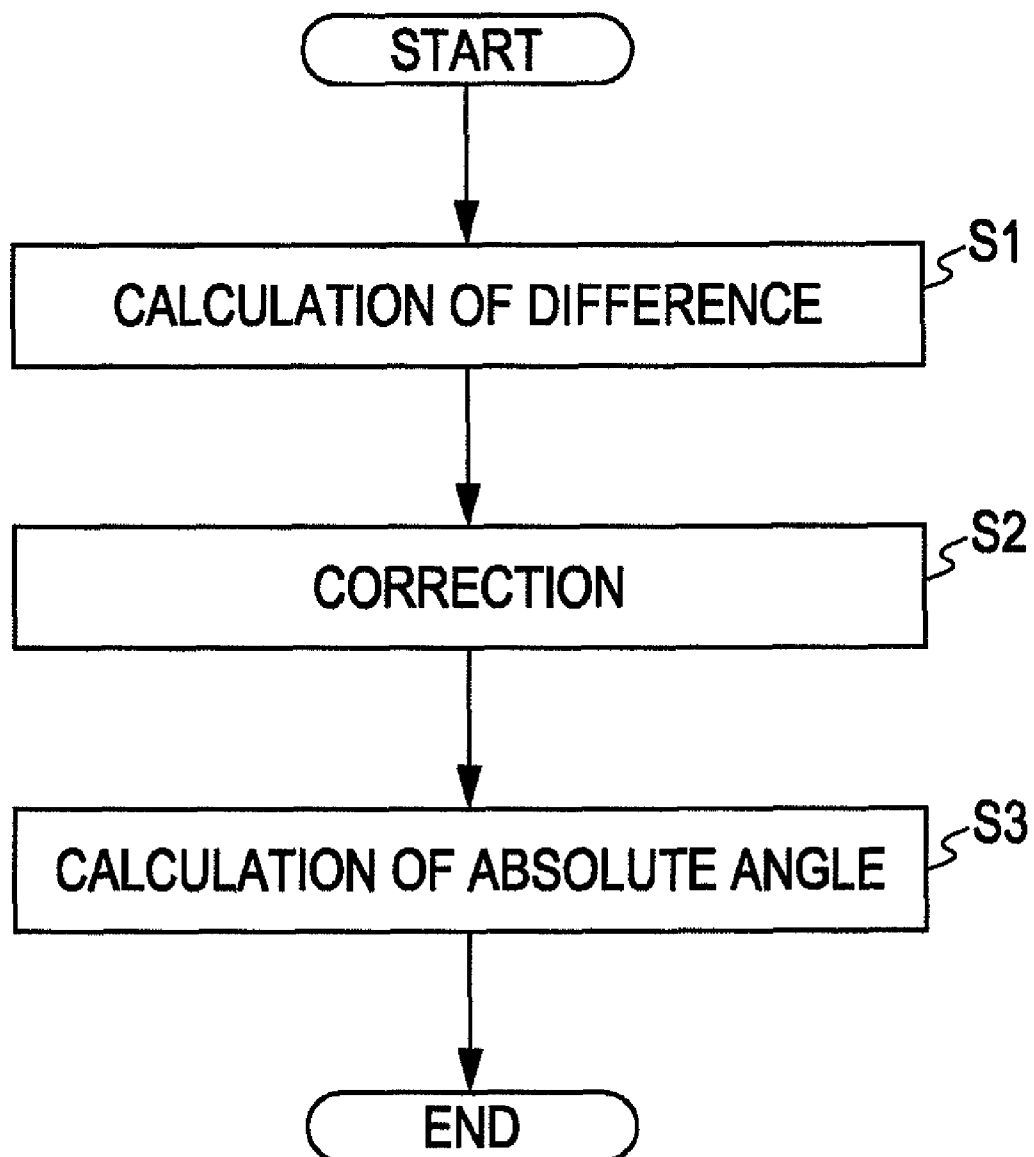 START
CALCULATION OF DIFFERENCE
S1
CORRECTION
S2
CALCULATION OF ABSOLUTE ANGLE
S3
END